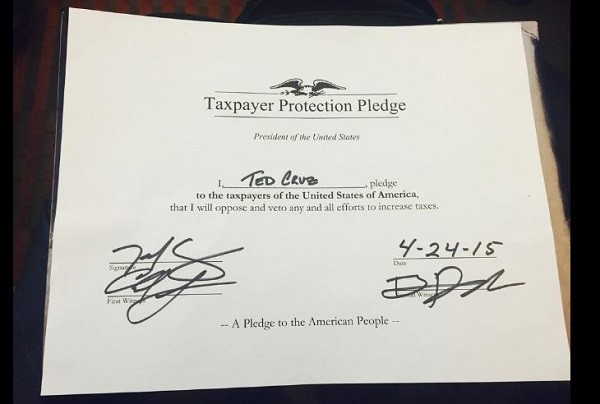 Taxpayer Protection Pledge
President of the United States
I, TED CRUZ, pledge
to the taxpayers of the United States of America,
that I will oppose and veto any and all efforts to increase taxes.
4-24-15
Signature Date
First Witness
-- A Pledge to the American People --